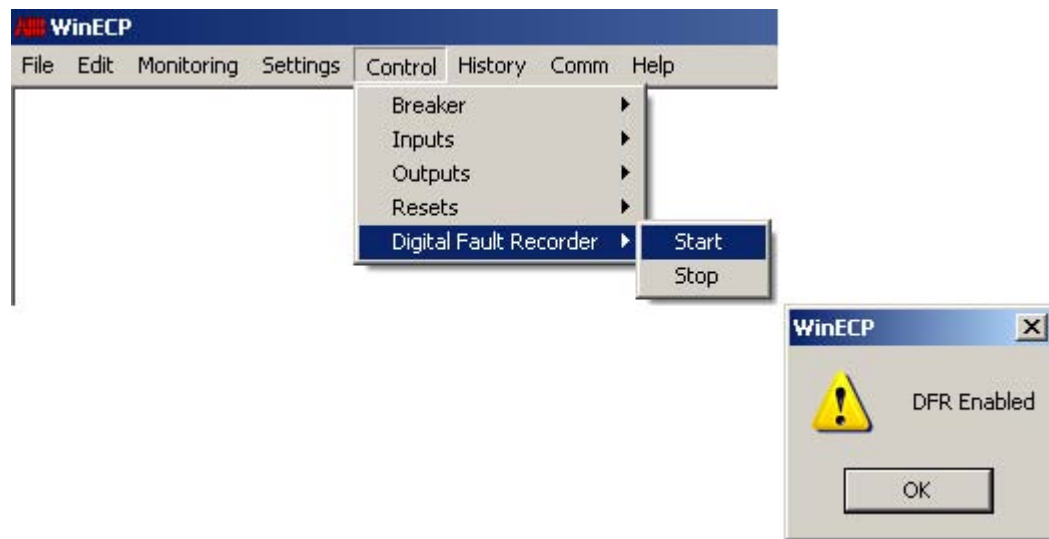 ABB WinECP
File Edit Monitoring Settings Control History Comm Help
Breaker
Inputs
Outputs
Resets
Digital Fault Recorder
Start
Stop
WinECP
DFR Enabled
OK